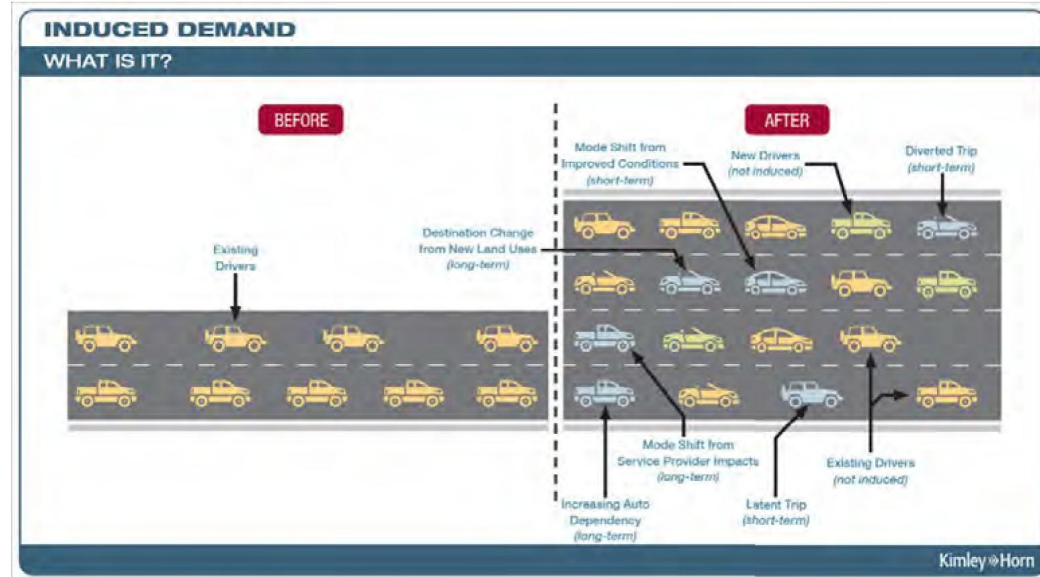 INDUCED DEMAND
WHAT IS IT?
BEFORE
Existing
Drivers
AFTER
Mode Shift from
Improved Conditions
(short-term)
New Drivers
(not induced)
Diverted Trip
(short-term)
Destination Change
from New Land Uses
(long-term)
Mode Shift from
Service Provider Impacts
(long-term)
Existing Drivers
(not induced)
Increasing Auto
Dependency
(long-term)
Latent Trip
(short-term)
Kimley»Horn